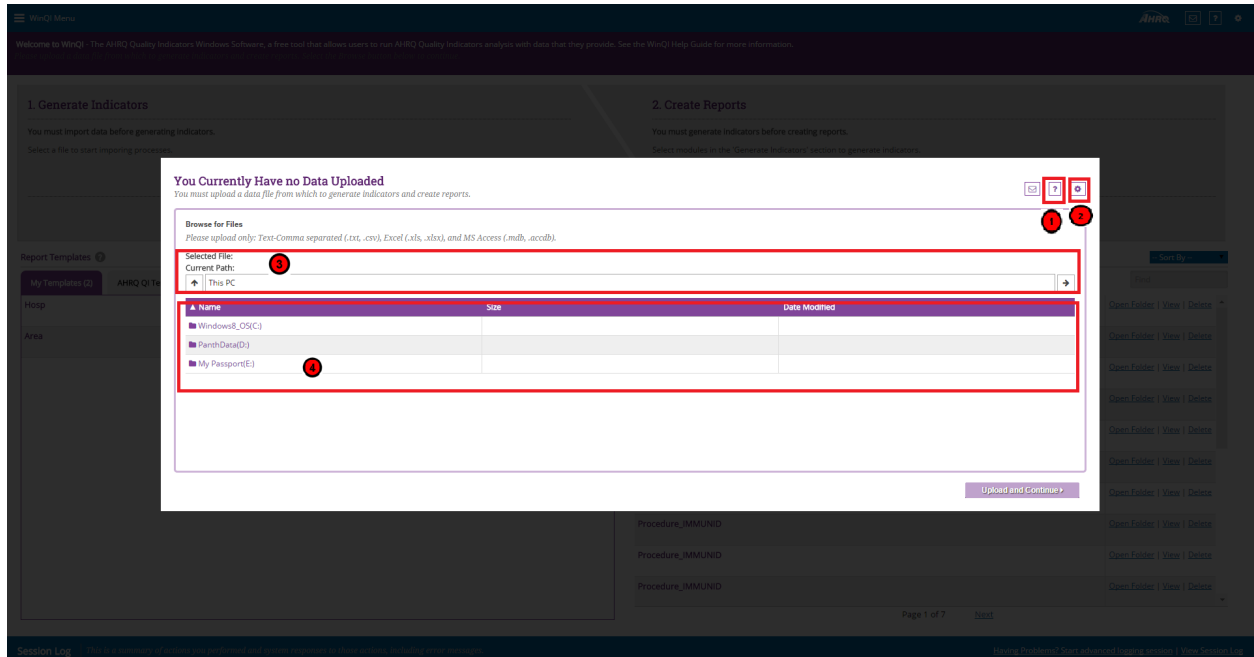 WinQI Menu
AHRQ
?
Welcome to WinQI - The AHRQ Quality Indicators Windows Software, a free tool that allows users to run AHRQ Quality Indicators analysis with data that they provide. See the WinQI Help Guide for more information.
1. Generate Indicators
You must import data before generating indicators.
Select a file to start imporing processes.
2. Create Reports
You must generate indicators before creating reports.
Select modules in the 'Generate Indicators' section to generate indicators.
You Currently Have no Data Uploaded
You must upload a data file from which to generate indicators and create reports.
?
1
2
Browse for Files
Please upload only: Text-Comma separated (.txt, .csv), Excel (.xls, .xlsx), and MS Access (.mdb, .accdb).
Selected File:
Current Path:
3
This PC
Name Size Date Modified
Windows8_OS(C:)
PanthData(D:)
My Passport(E:)
4
Upload and Continue
Report Templates ?
My Templates (2) AHRQ QI Te
Hosp
Area
-- Sort By --
Find
Open Folder | View | Delete
Open Folder | View | Delete
Open Folder | View | Delete
Open Folder | View | Delete
Open Folder | View | Delete
Open Folder | View | Delete
Open Folder | View | Delete
Procedure_IMMUNID Open Folder | View | Delete
Procedure_IMMUNID Open Folder | View | Delete
Procedure_IMMUNID Open Folder | View | Delete
Page 1 of 7 Next
Session Log This is a summary of actions you performed and system responses to those actions, including error messages.
Having Problems? Start advanced logging session | View Session Log